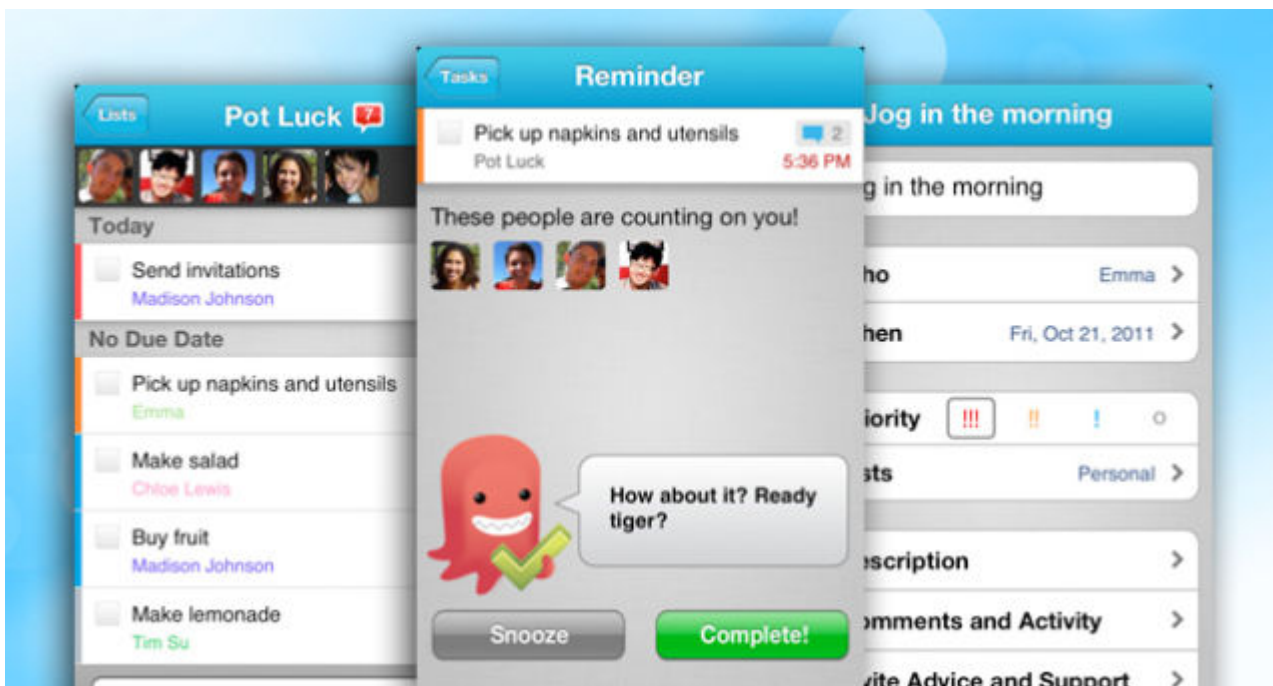 Lists
Pot Luck 7
Today
Send invitations
Madison Johnson
No Due Date
Pick up napkins and utensils
Emma
Make salad
Chloe Lewis
Buy fruit
Madison Johnson
Make lemonade
Tim Su
Tasks
Reminder
Pick up napkins and utensils 2
Pot Luck 5:36 PM
These people are counting on you!
How about it? Ready
tiger?
Snooze Complete!
Jog in the morning
g in the morning
ho Emma
hen Fri, Oct 21, 2011
iority !!! !! !
sts Personal
escription
omments and Activity
vite Advice and Support